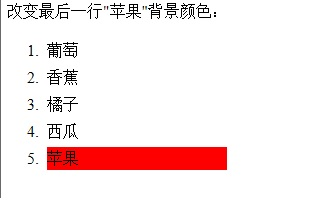 改变最后一行"苹果"背景颜色：
1. 葡萄
2. 香蕉
3. 橘子
4. 西瓜
5. 苹果